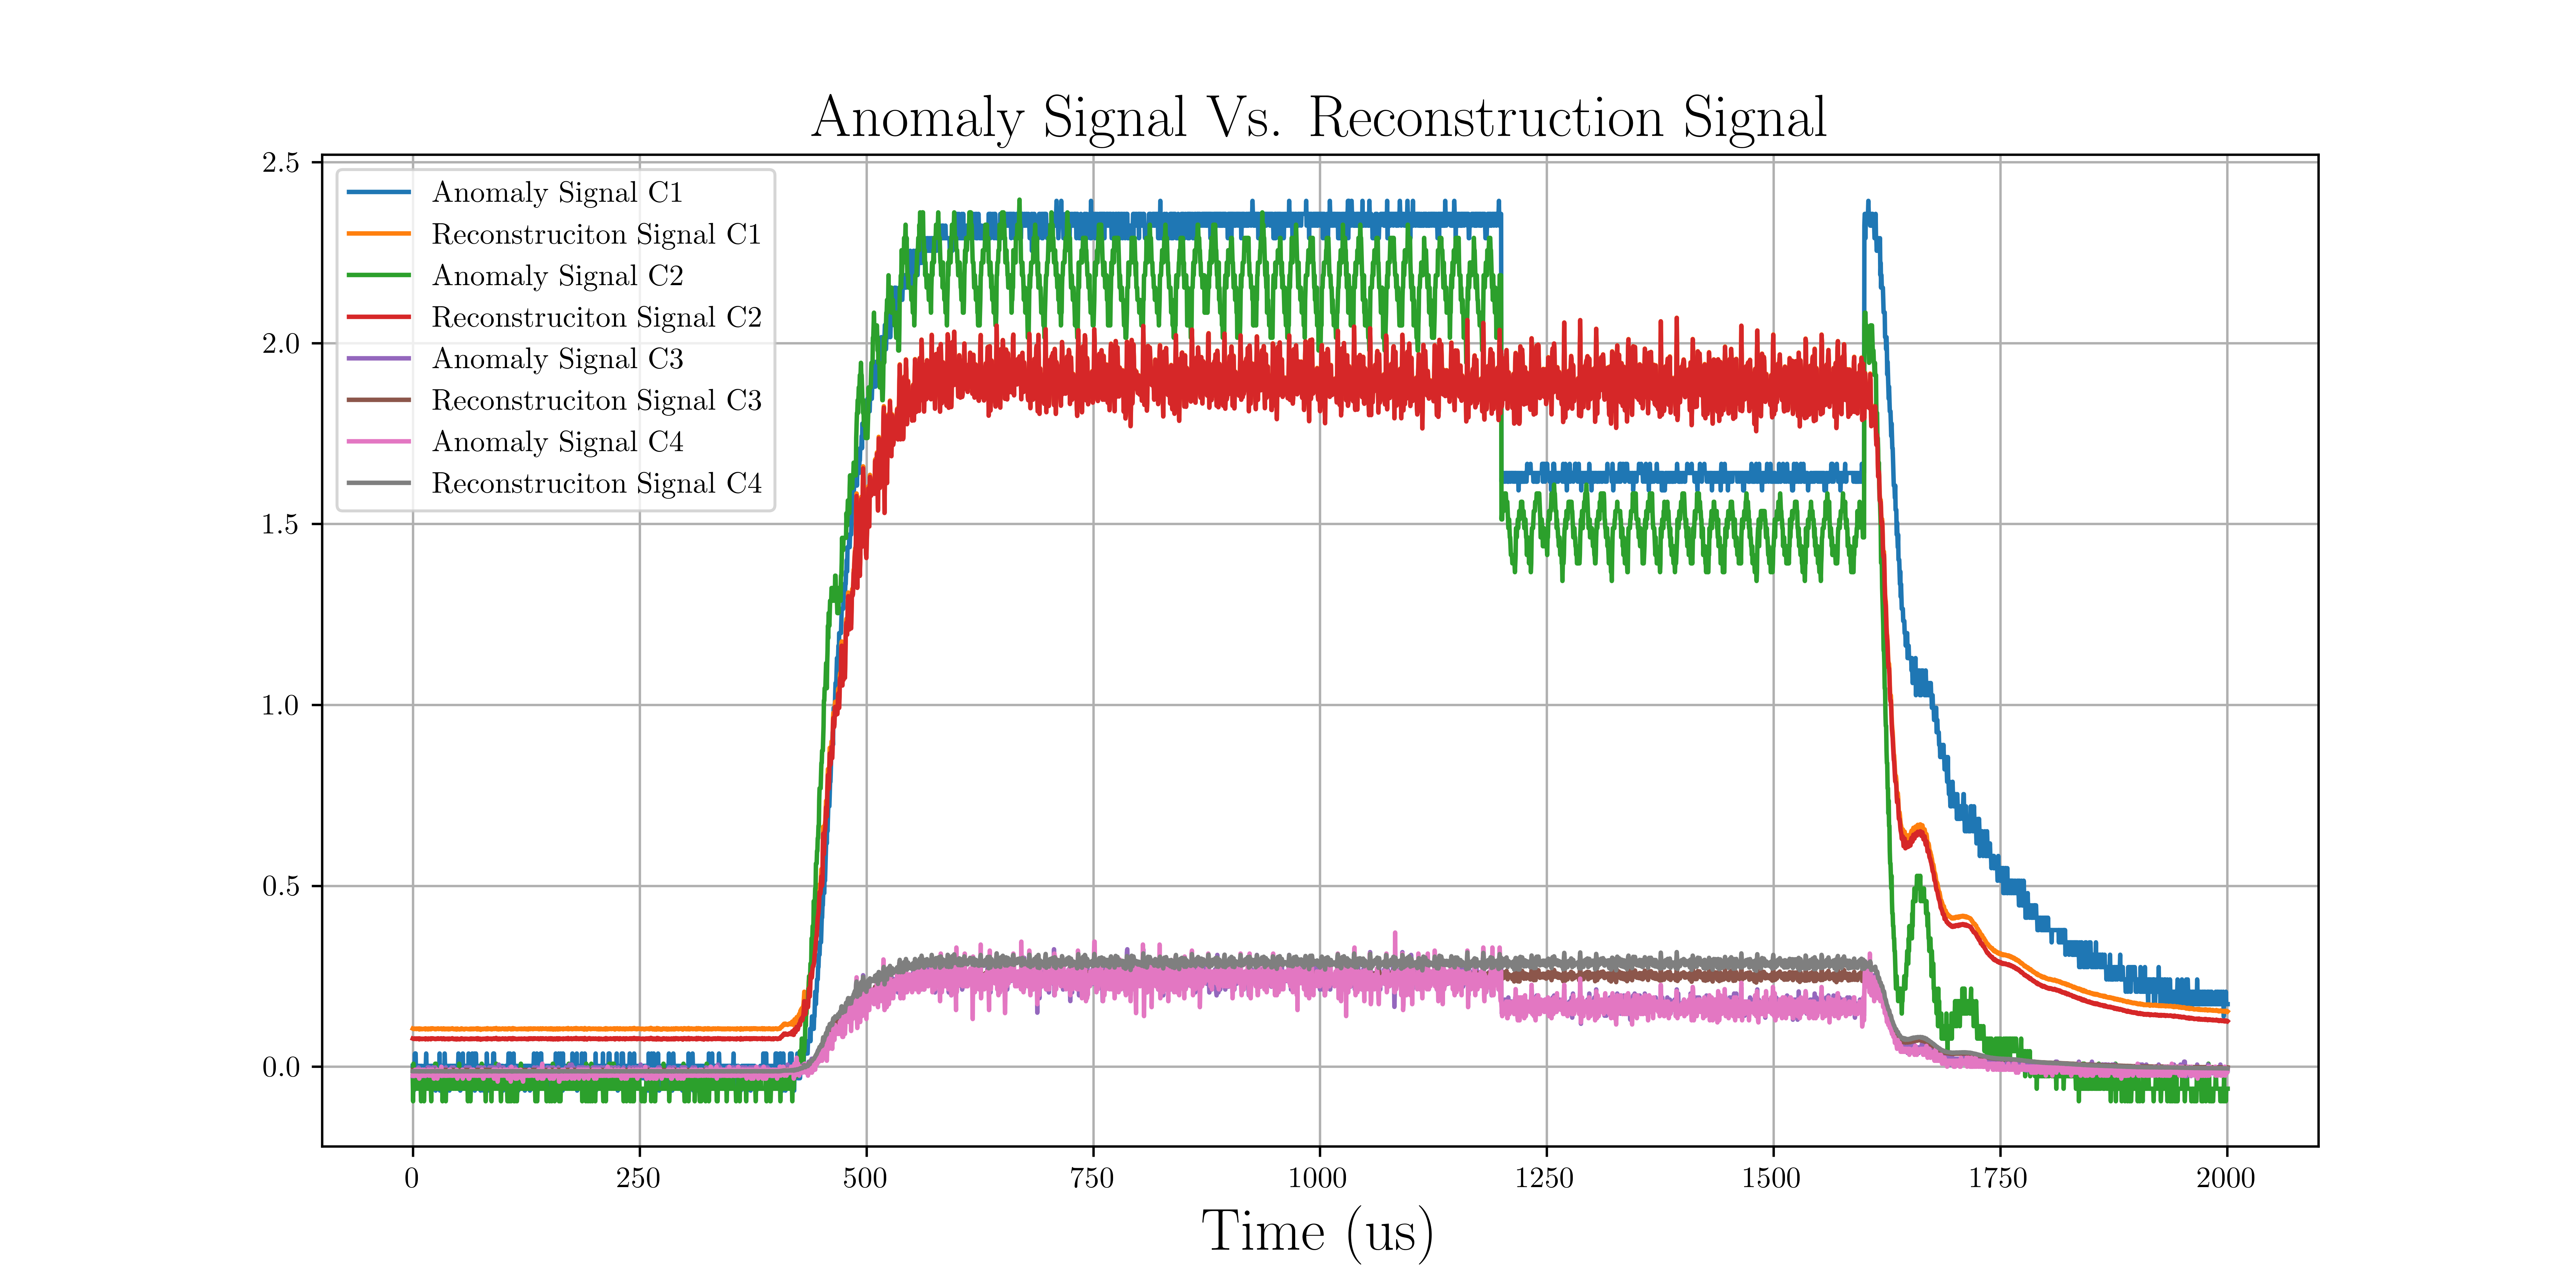 Anomaly Signal Vs. Reconstruction Signal
2.5
2.0
1.5
1.0
0.5
0.0
Anomaly Signal C1
Reconstruciton Signal C1
Anomaly Signal C2
Reconstruciton Signal C2
Anomaly Signal C3
Reconstruciton Signal C3
Anomaly Signal C4
Reconstruciton Signal C4
0 250 500 750 1000 1250 1500 1750 2000
Time (us)